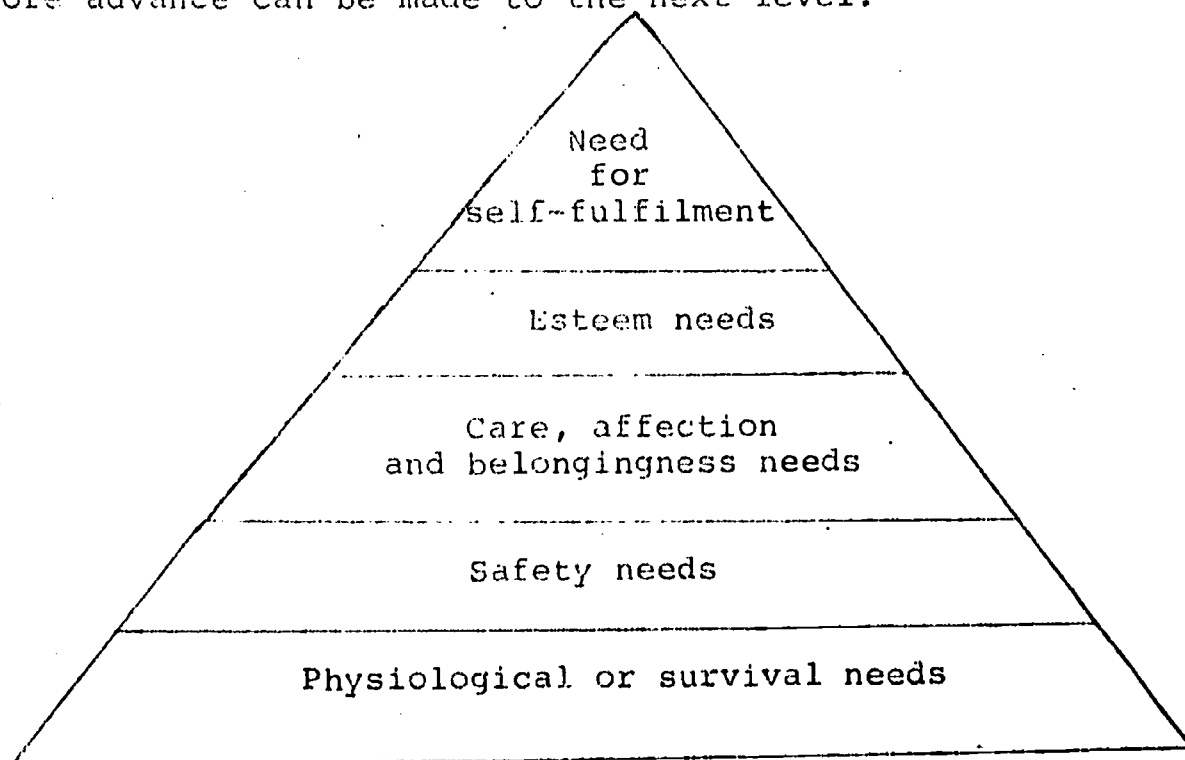 advance can be made to the next level.
Need
for
self-fulfilment
Esteem needs
Care, affection
and belongingness needs
Safety needs
Physiological or survival needs